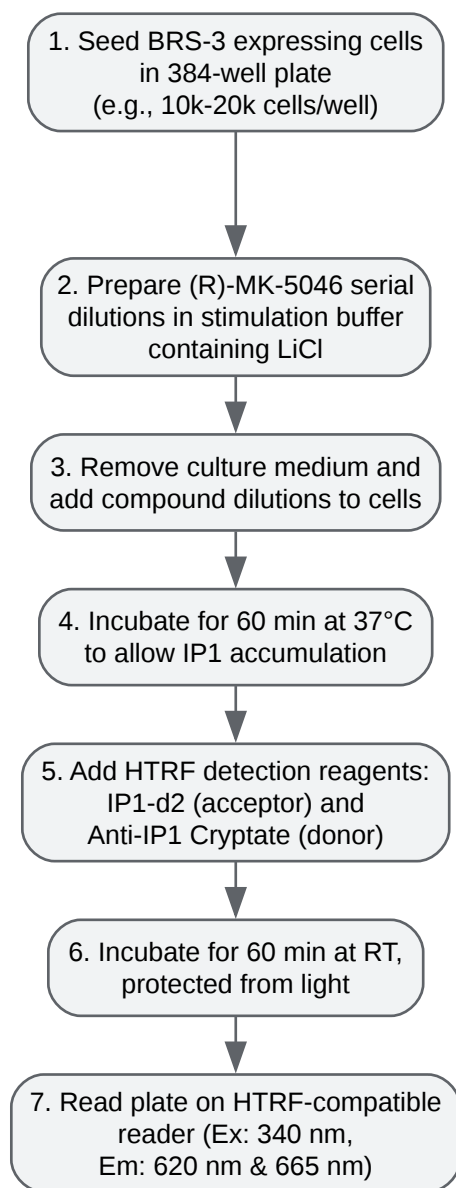 1. Seed BRS-3 expressing cells
in 384-well plate
(e.g., 10k-20k cells/well)
2. Prepare (R)-MK-5046 serial
dilutions in stimulation buffer
containing LiCl
3. Remove culture medium and
add compound dilutions to cells
4. Incubate for 60 min at 37°C
to allow IP1 accumulation
5. Add HTRF detection reagents:
IP1-d2 (acceptor) and
Anti-IP1 Cryptate (donor)
6. Incubate for 60 min at RT,
protected from light
7. Read plate on HTRF-compatible
reader (Ex: 340 nm,
Em: 620 nm & 665 nm)